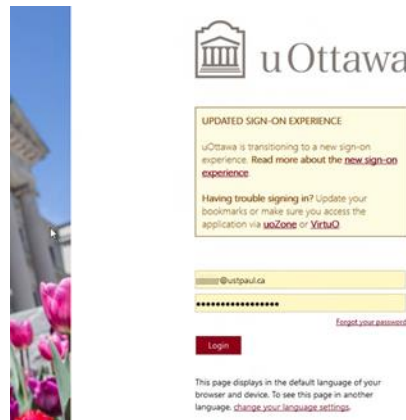 uOttawa
UPDATED SIGN-ON EXPERIENCE
uOttawa is transitioning to a new sign-on
experience. Read more about the new sign-on
experience.
Having trouble signing in? Update your
bookmarks or make sure you access the
application via uoZone or VirtuO.
@ustpaul.ca
Forgot your password
Login
This page displays in the default language of your
browser and device. To see this page in another
language, change your language settings.